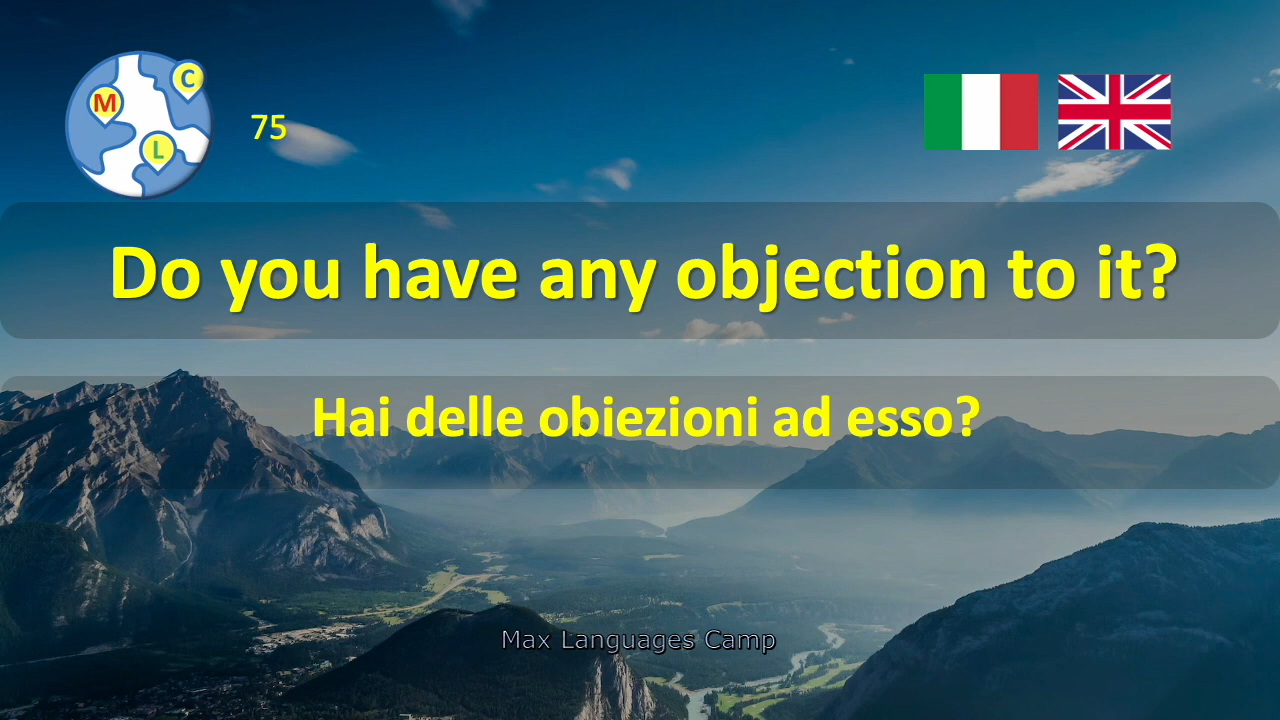 M
C
L
75
Do you have any objection to it?
Hai delle obiezioni ad esso?
Max Languages Camp